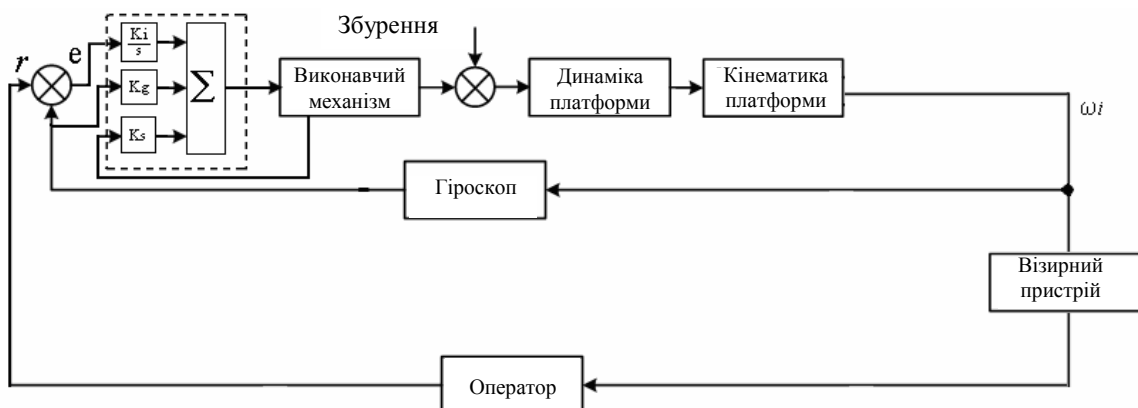 Збурення
r
e
Ki
s
Kg
Ks
Σ
Виконавчий
механізм
Динаміка
платформи
Кінематика
платформи
ωi
Гіроскоп
Візирний
пристрій
Оператор